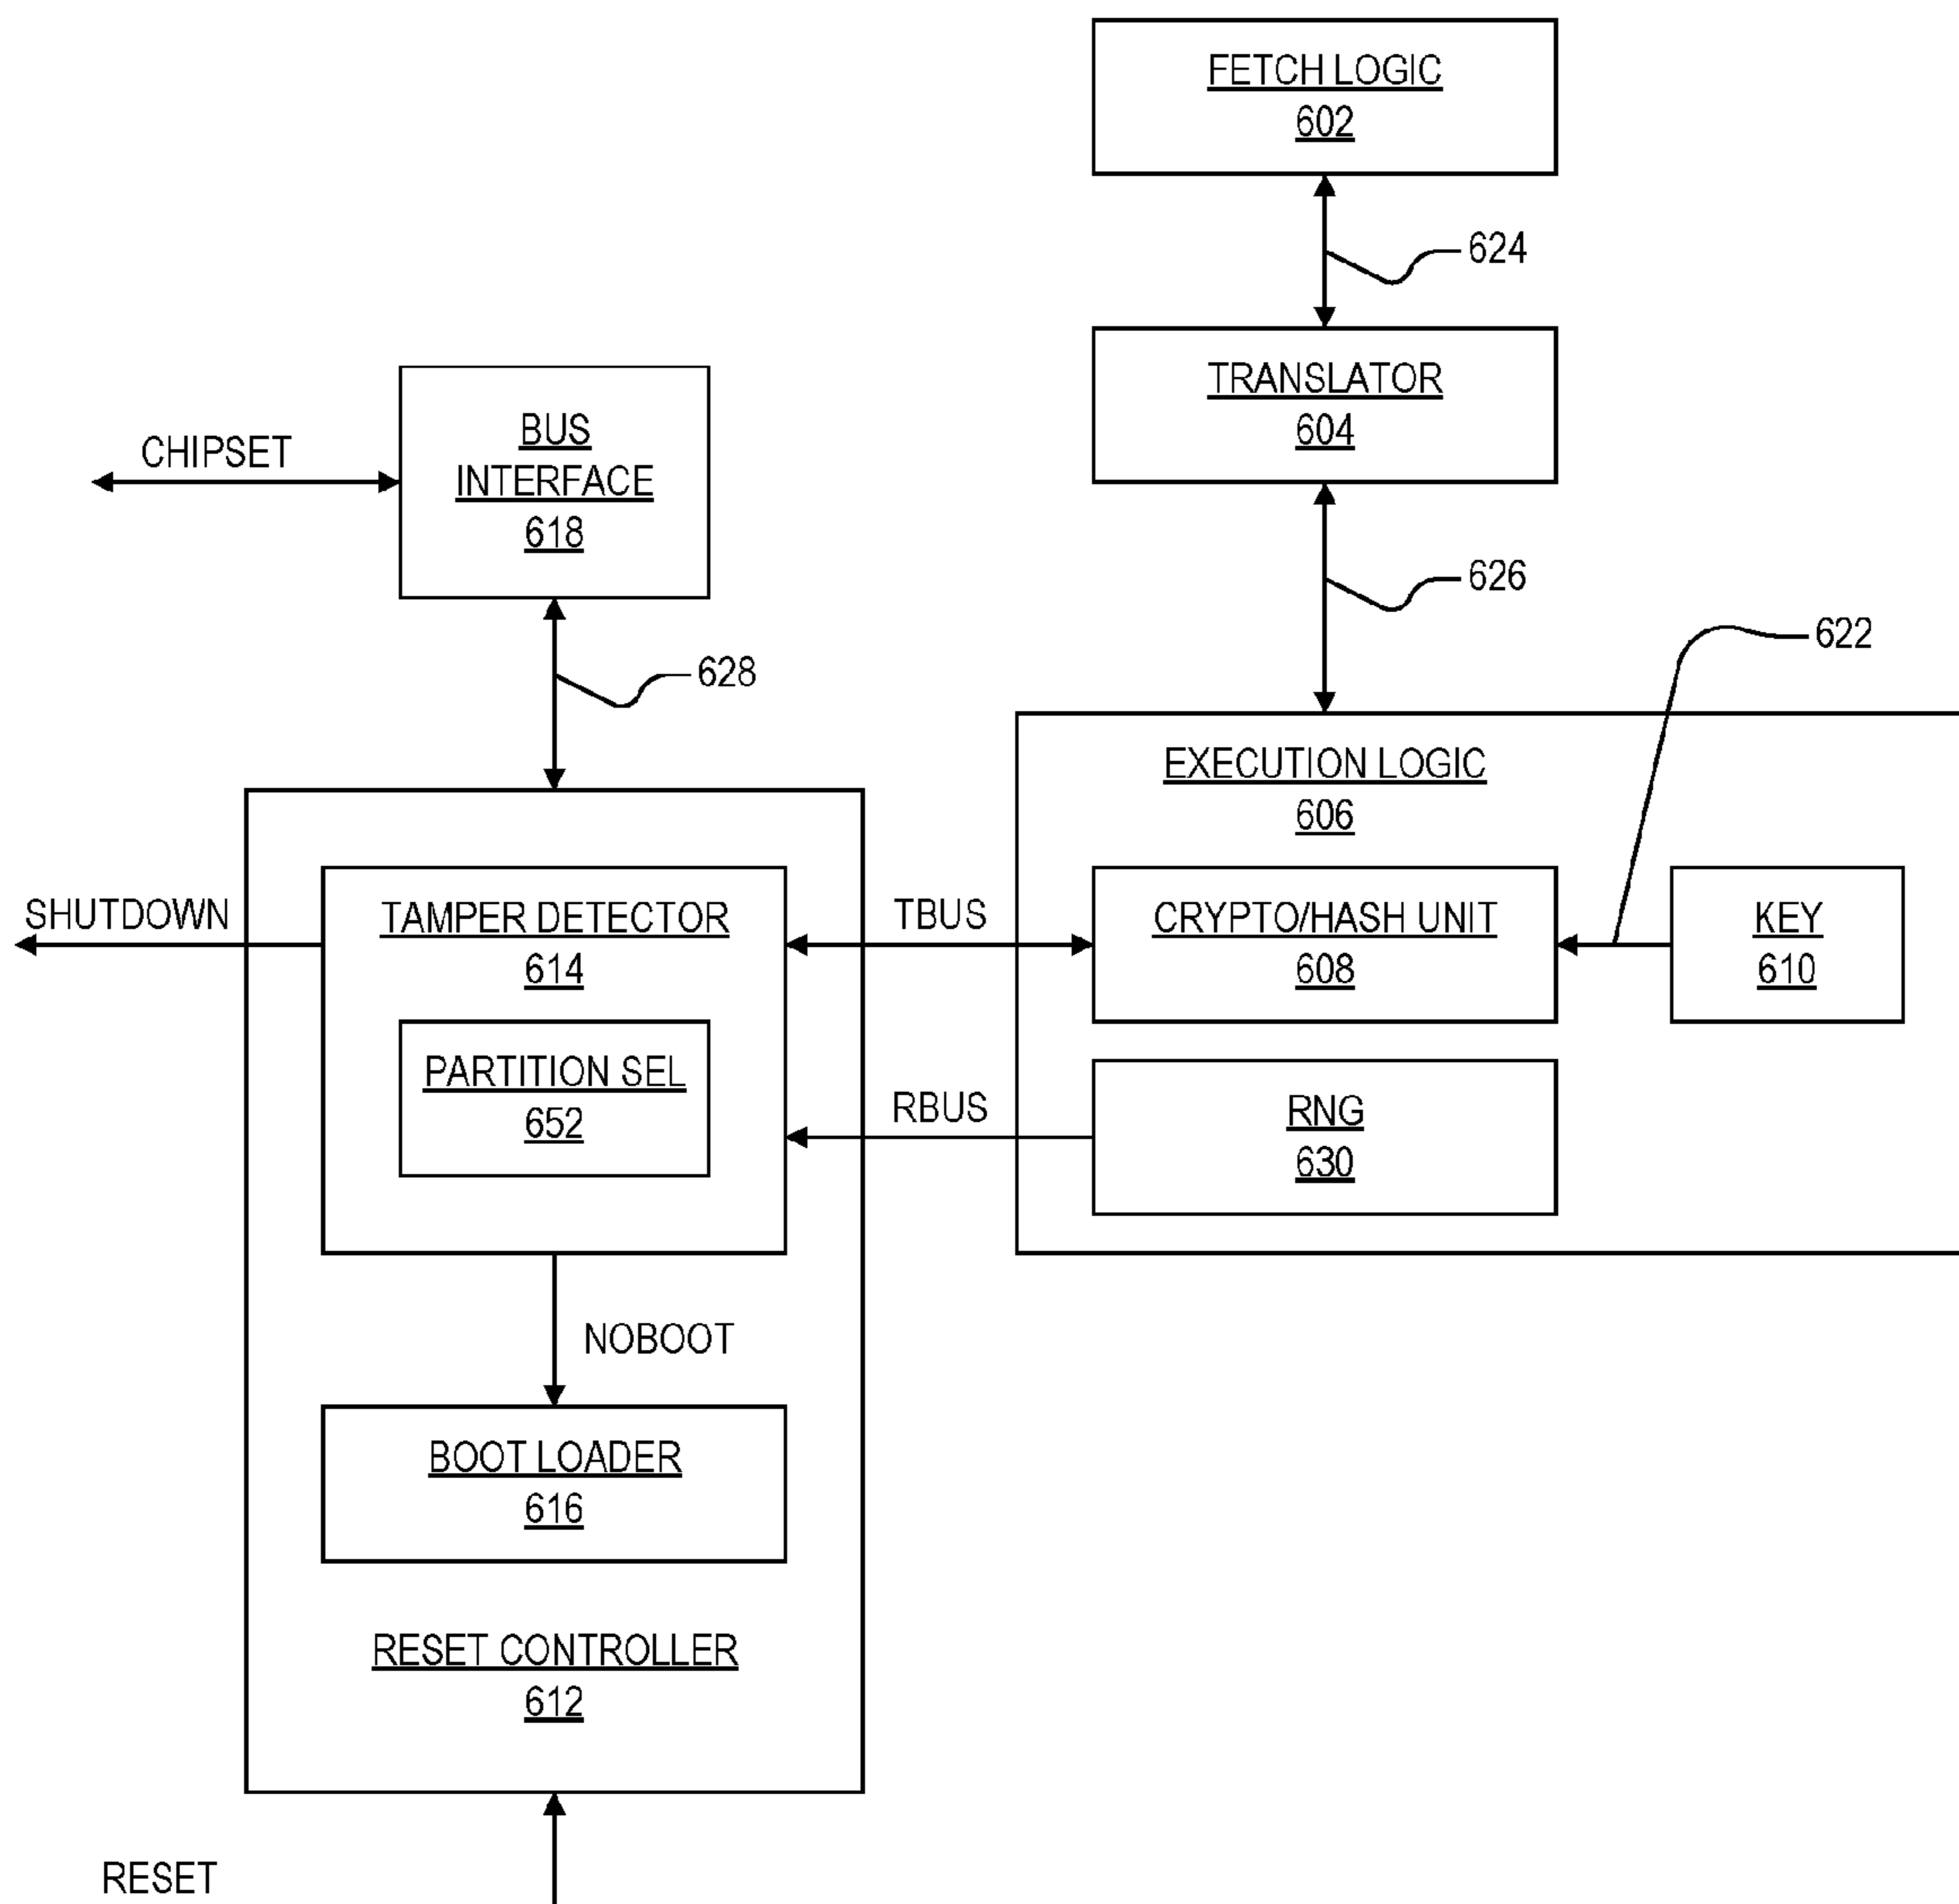 FETCH LOGIC
602
624
TRANSLATOR
604
BUS
INTERFACE
618
CHIPSET
626
622
628
EXECUTION LOGIC
606
SHUTDOWN
TAMPER DETECTOR
614
TBUS
CRYPTO/HASH UNIT
608
KEY
610
PARTITION SEL
652
RBUS
RNG
630
NOBOOT
BOOT LOADER
616
RESET CONTROLLER
612
RESET